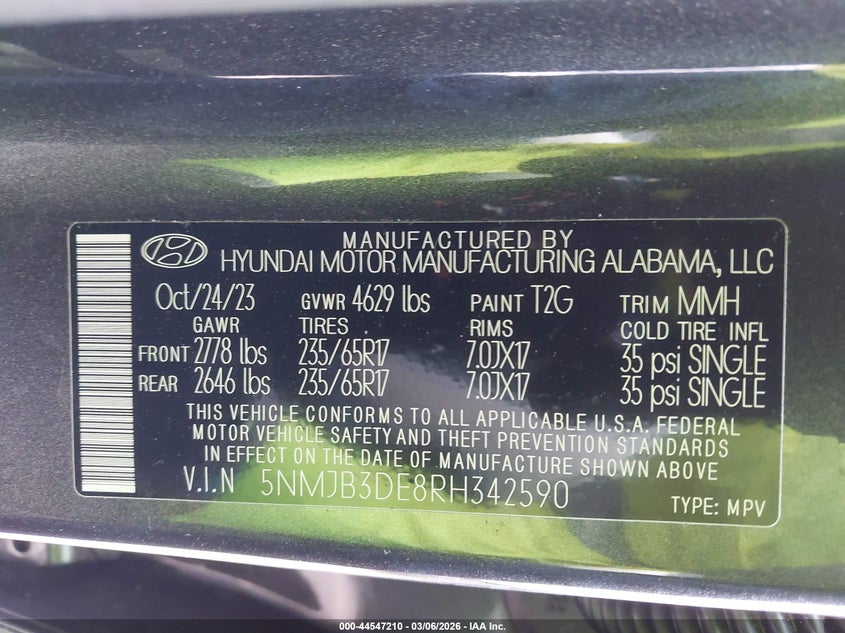 MANUFACTURED BY
HYUNDAI MOTOR MANUFACTURING ALABAMA, LLC
Oct/24/23 GVWR 4629 lbs PAINT T2G TRIM MMH
GAWR TIRES RIMS COLD TIRE INFL
FRONT 2778 lbs 235/65R17 7.0JX17 35 psi SINGLE
REAR 2646 lbs 235/65R17 7.0JX17 35 psi SINGLE
THIS VEHICLE CONFORMS TO ALL APPLICABLE U.S.A. FEDERAL
MOTOR VEHICLE SAFETY AND THEFT PREVENTION STANDARDS
IN EFFECT ON THE DATE OF MANUFACTURE SHOWN ABOVE
V.I.N 5NMJB3DE8RH342590 TYPE: MPV
000-44547210 - 03/06/2026 - IAA Inc.